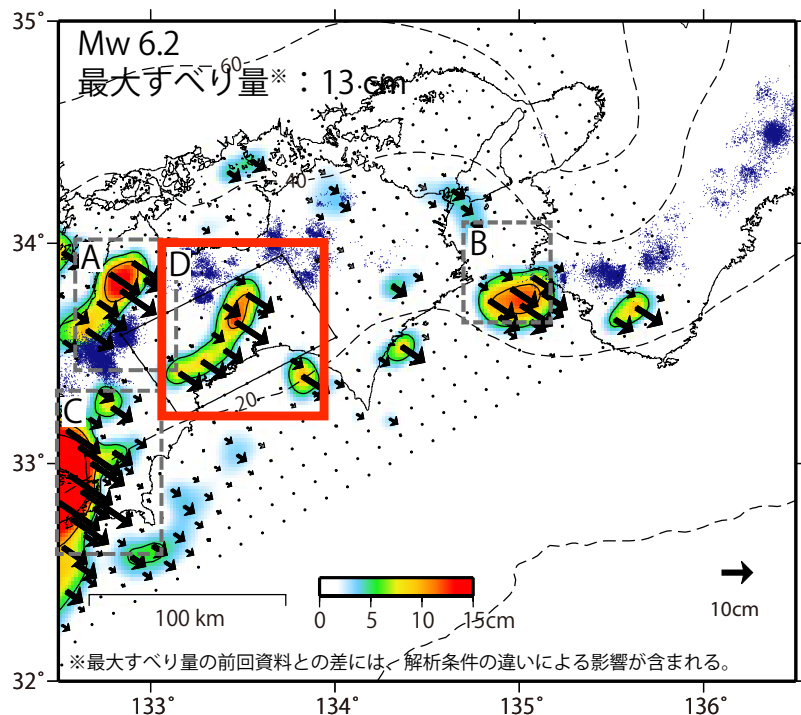 35°
Mw 6.2
最大すべり量※：13 cm
60
40
34°
A
D
B
20
C
33°
100 km
0 5 10 15cm
10cm
※最大すべり量の前回資料との差には、解析条件の違いによる影響が含まれる。
32°
133° 134° 135° 136°